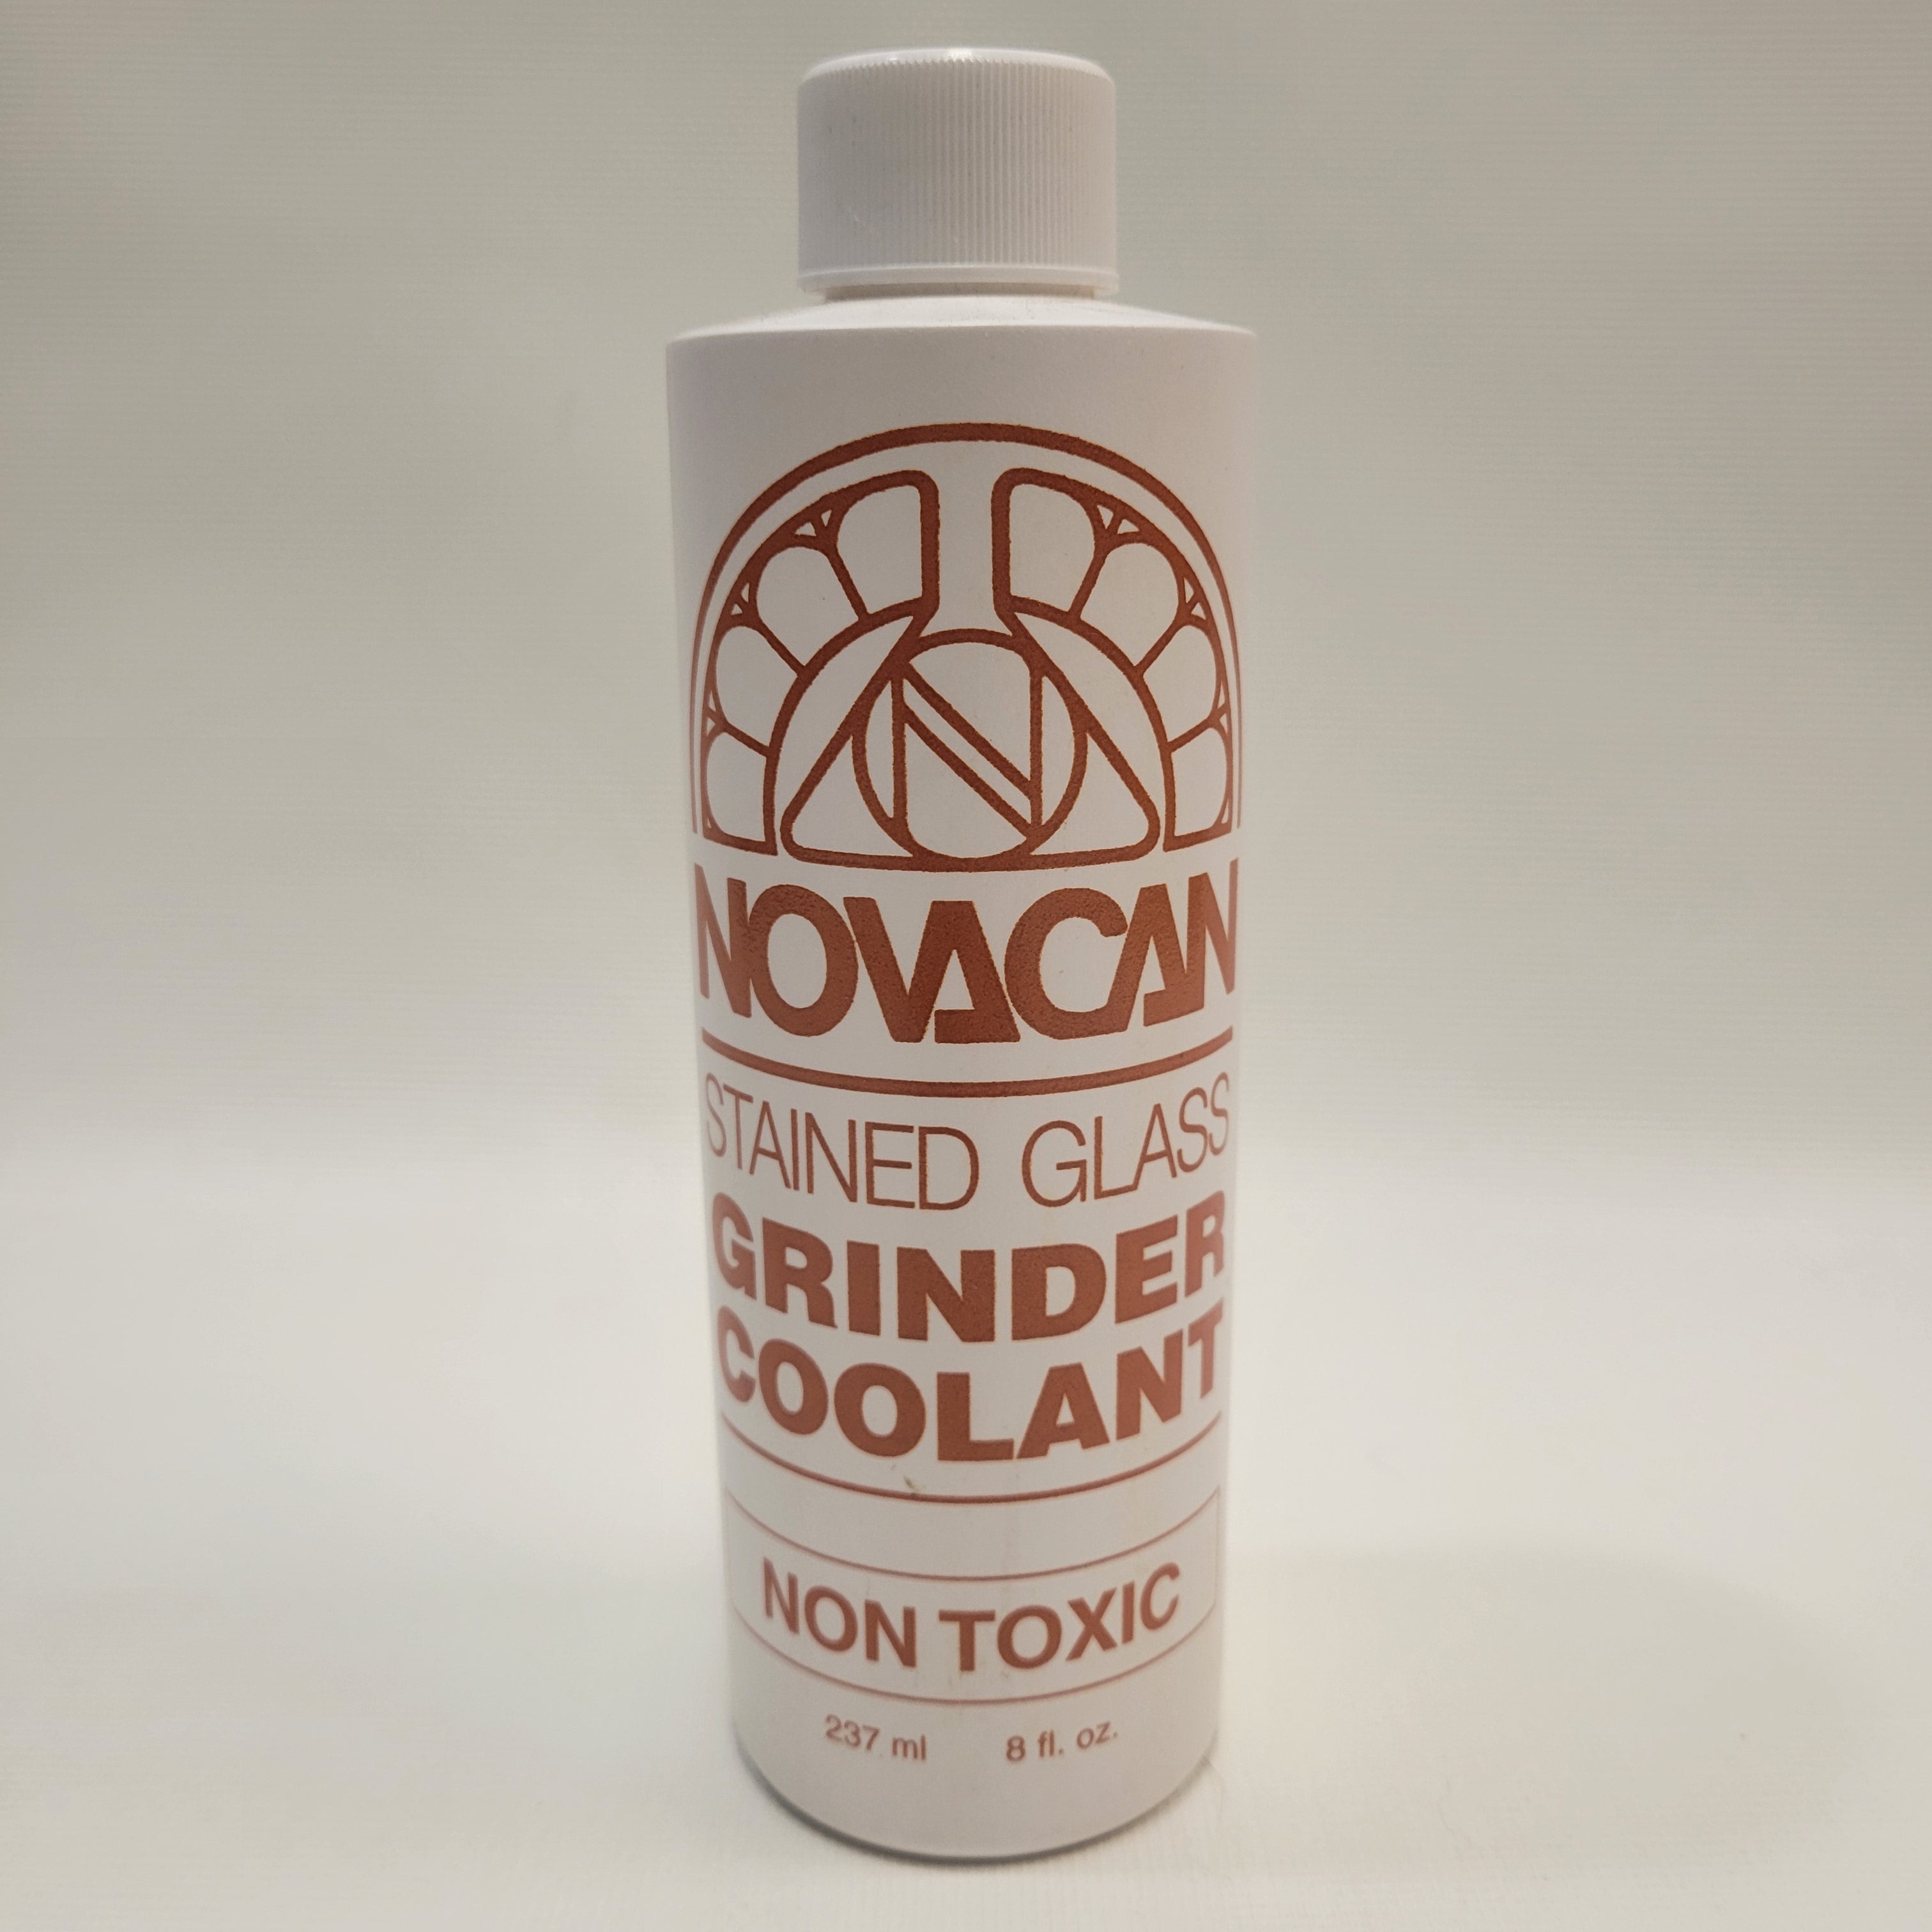 N
NOVACAN
STAINED GLASS
GRINDER
COOLANT
NON TOXIC
237 ml 8 fl. oz.